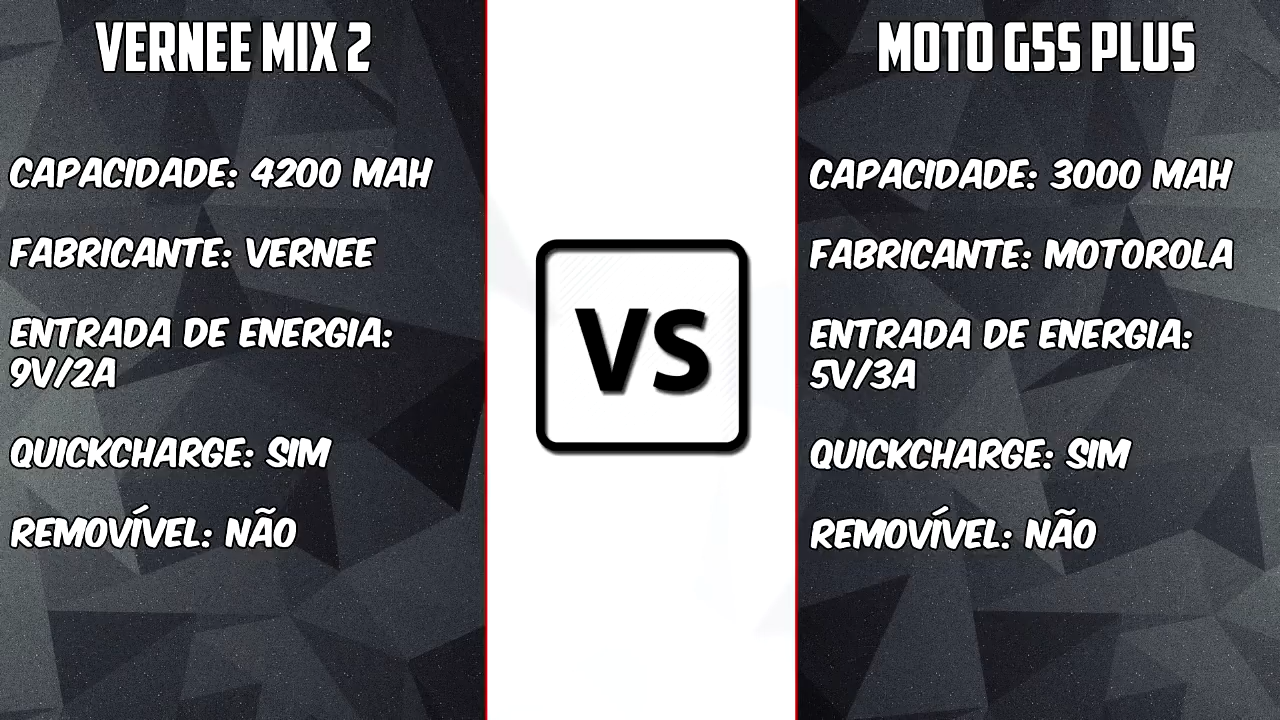 VERNEE MIX 2
CAPACIDADE: 4200 MAH
FABRICANTE: VERNEE
ENTRADA DE ENERGIA:
9V/2A
QUICKCHARGE: SIM
REMOVÍVEL: NÃO
VS
MOTO G5S PLUS
CAPACIDADE: 3000 MAH
FABRICANTE: MOTOROLA
ENTRADA DE ENERGIA:
5V/3A
QUICKCHARGE: SIM
REMOVÍVEL: NÃO